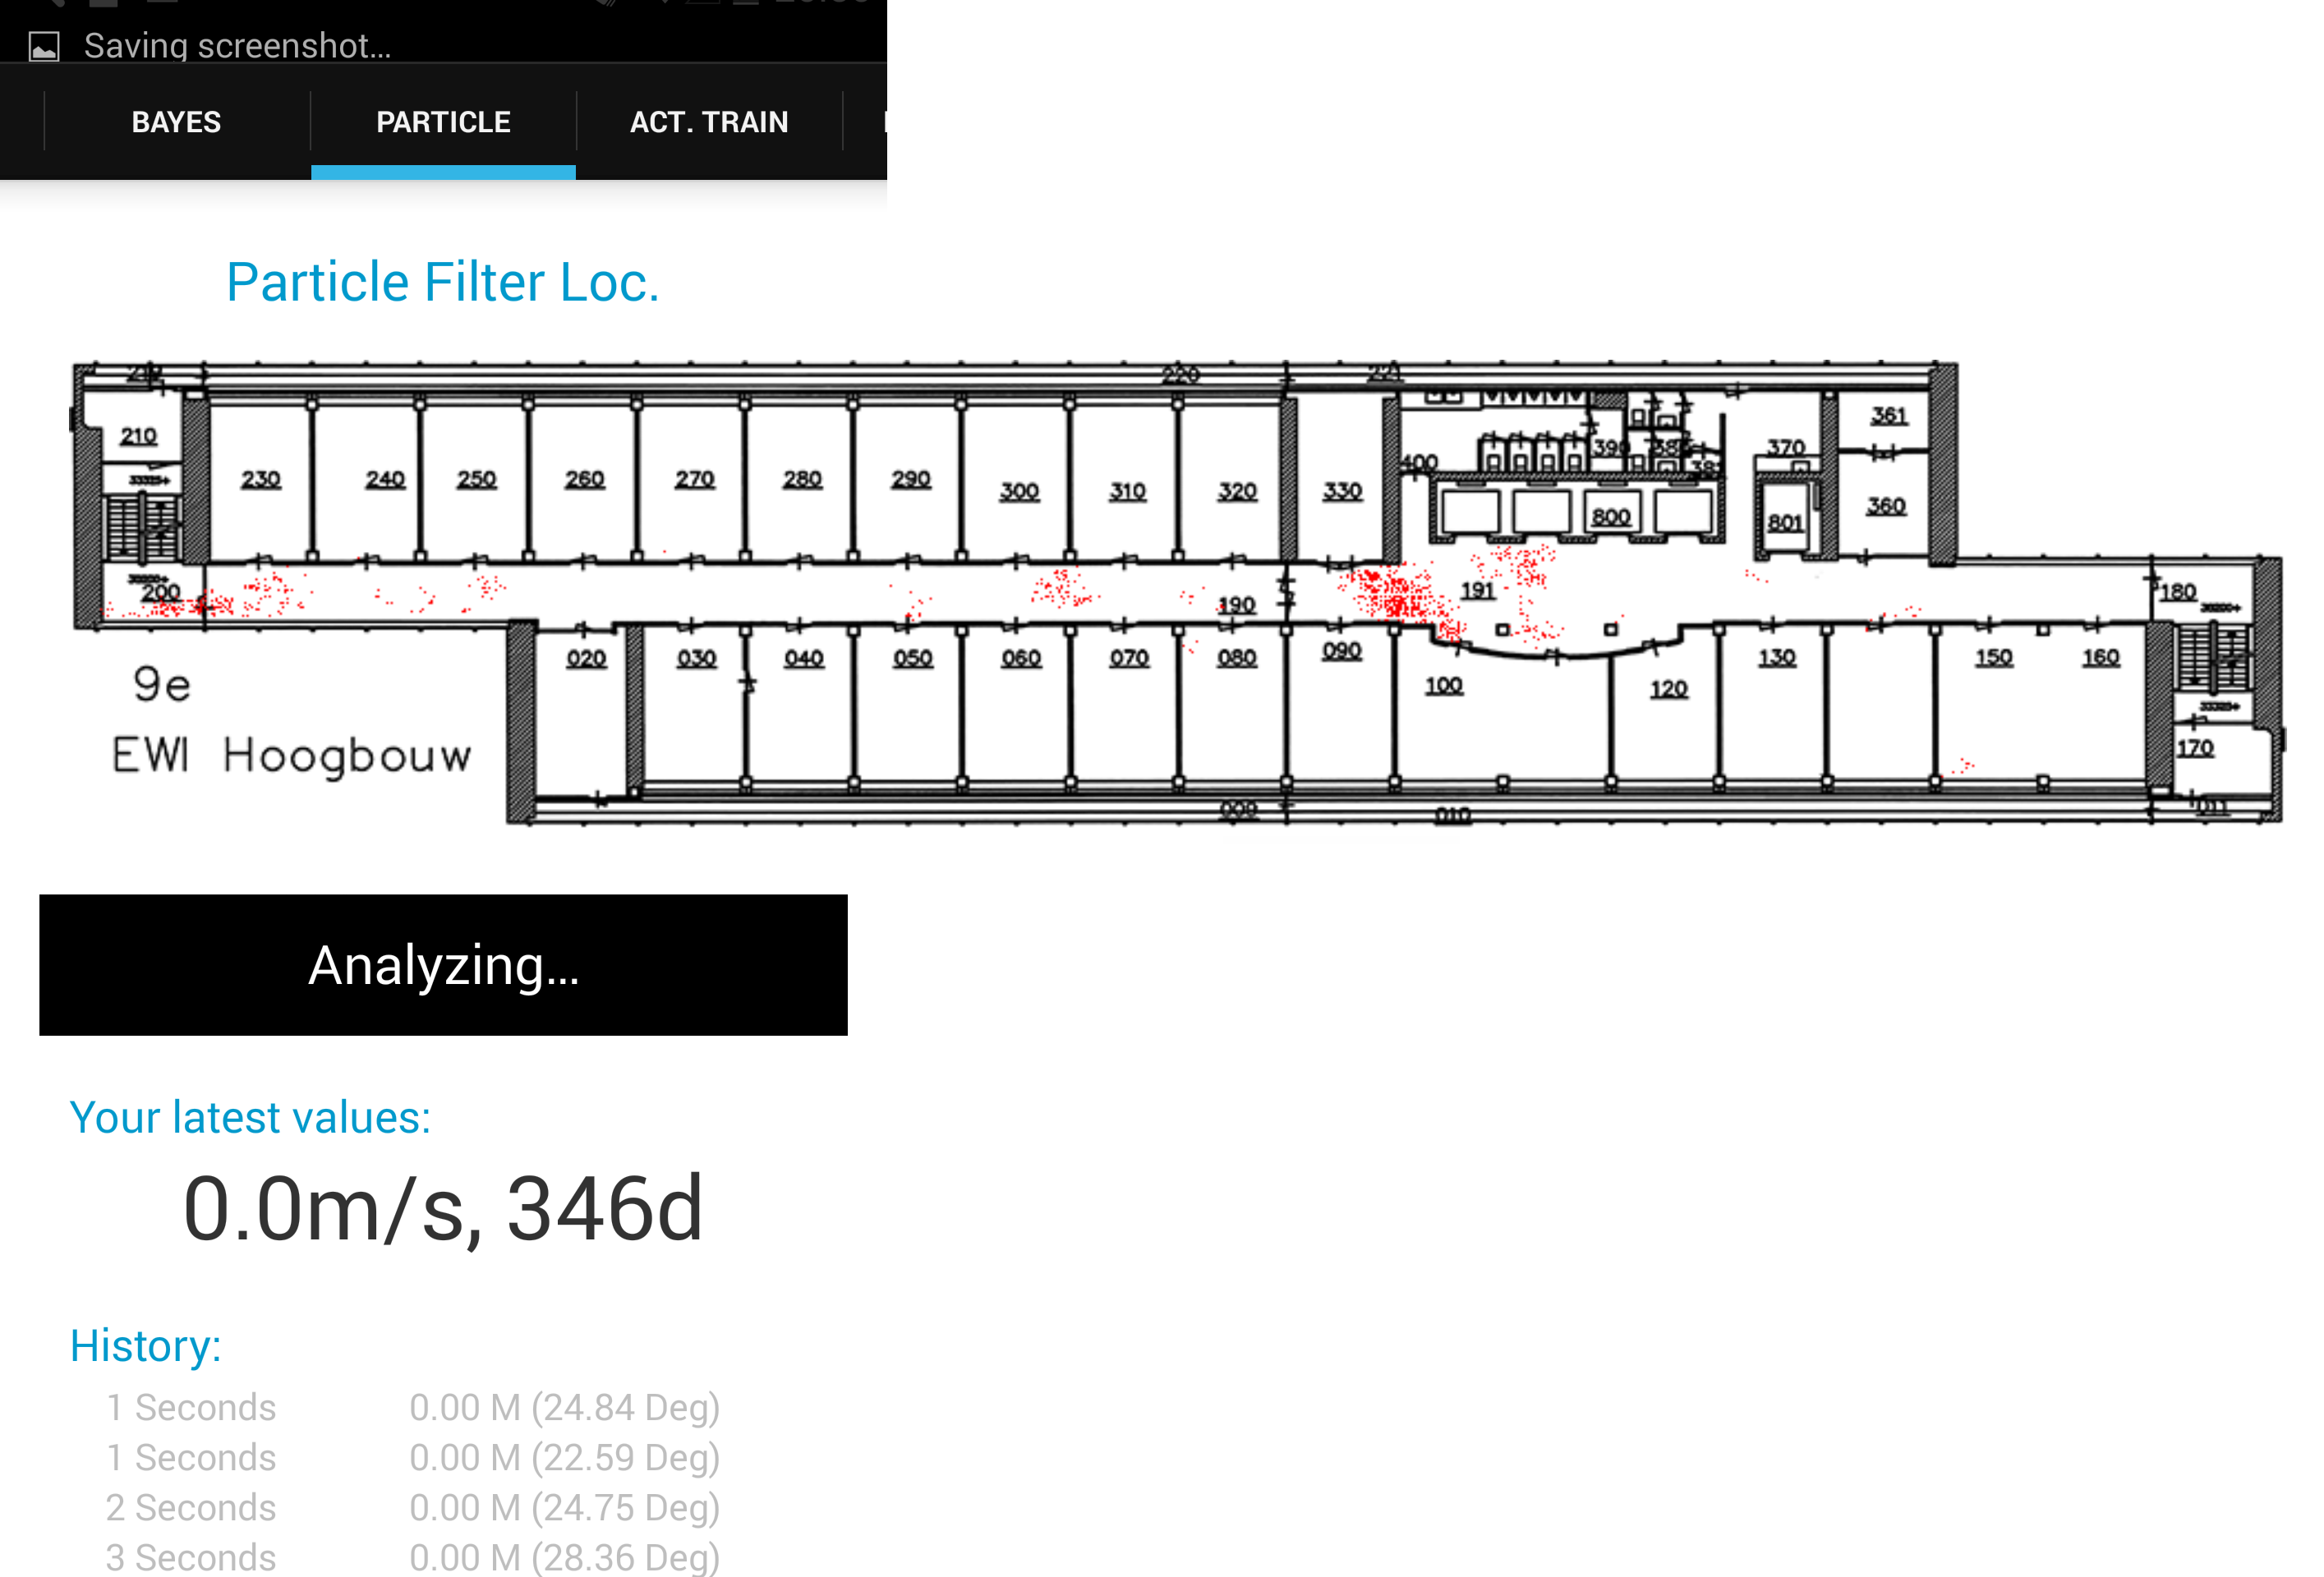 Saving screenshot...
BAYES PARTICLE ACT. TRAIN
Particle Filter Loc.
220 221
210 361
230 240 250 260 270 280 290 300 310 320 330 400 390 370 360
800 801
200 190 191 180
020 030 040 050 060 070 080 090 100 120 130 150 160
170
9e
EWI Hoogbouw
009 010 011
Analyzing...
Your latest values:
0.0m/s, 346d
History:
1 Seconds 0.00 M (24.84 Deg)
1 Seconds 0.00 M (22.59 Deg)
2 Seconds 0.00 M (24.75 Deg)
3 Seconds 0.00 M (28.36 Deg)